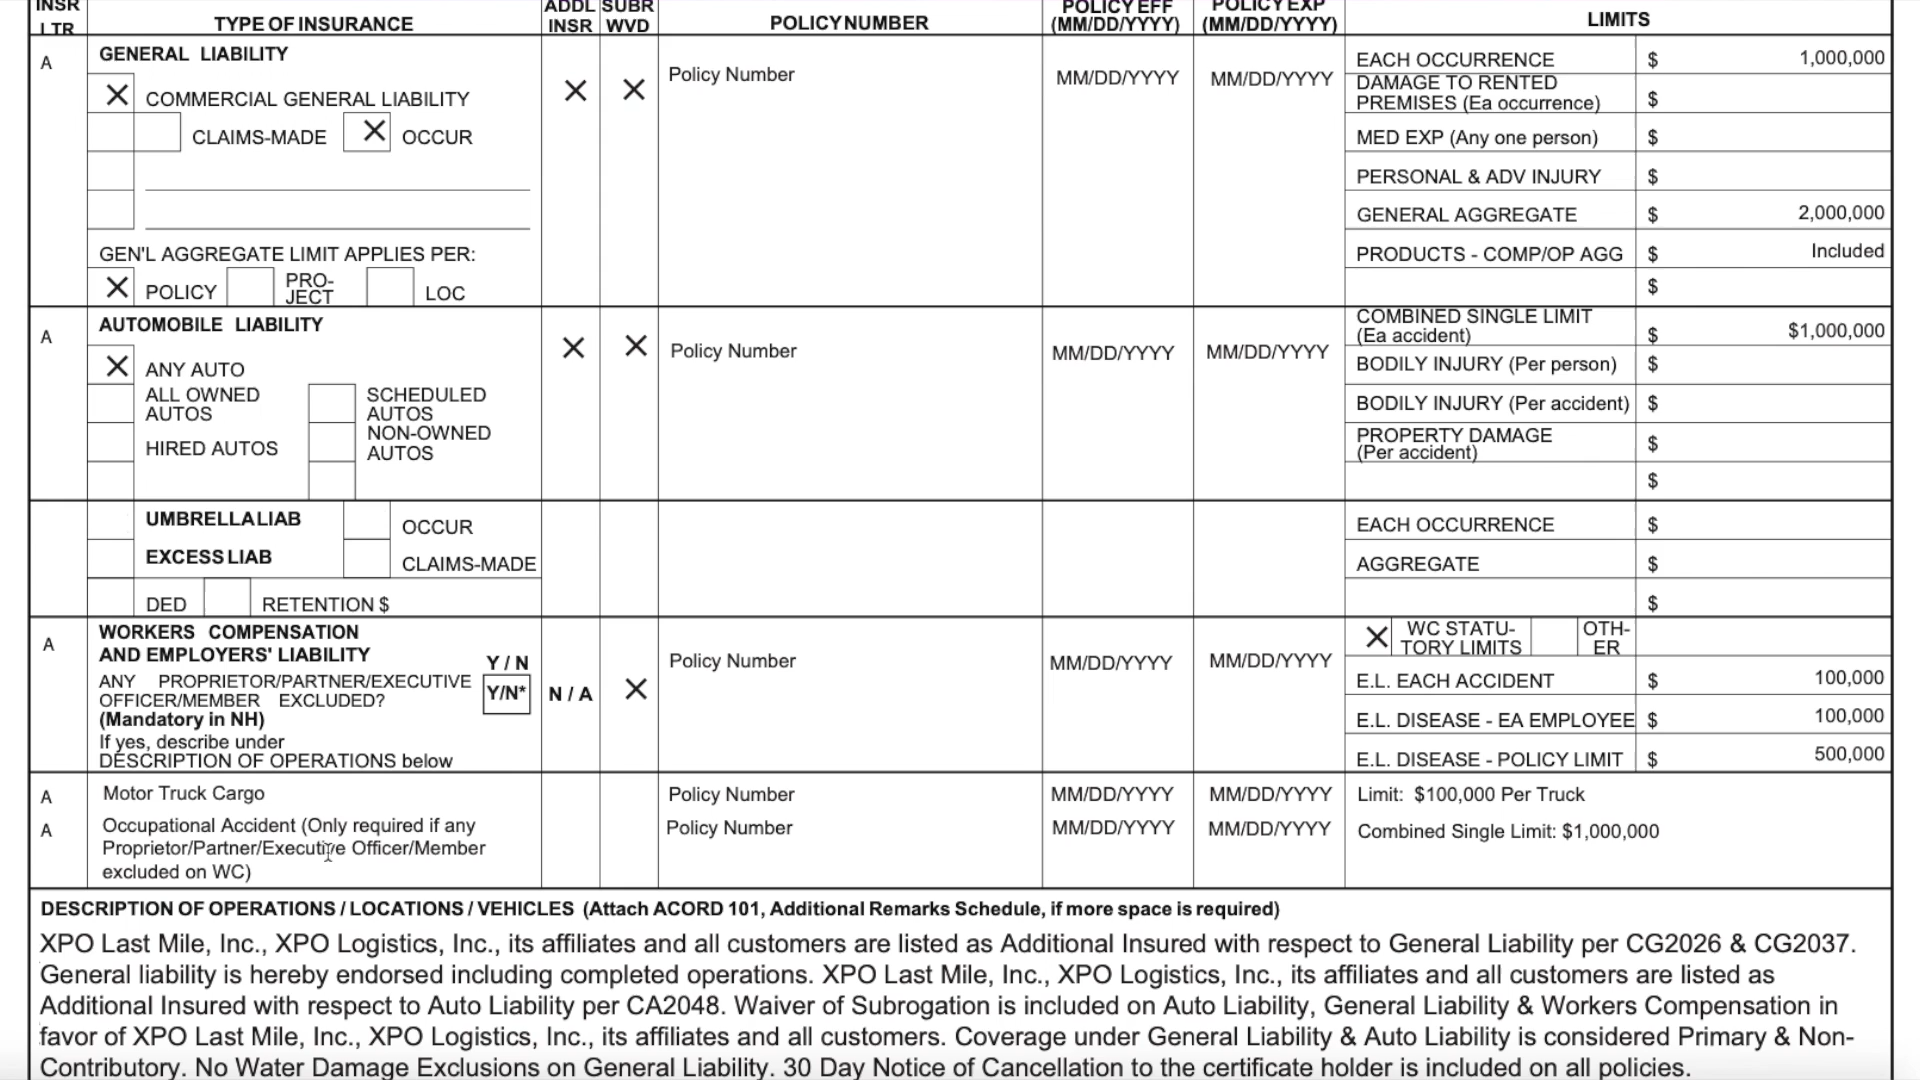 INSR LTR TYPE OF INSURANCE ADDL INSR SUBR WVD POLICY NUMBER POLICY EFF (MM/DD/YYYY) POLICY EXP (MM/DD/YYYY) LIMITS
A GENERAL LIABILITY
X COMMERCIAL GENERAL LIABILITY X X Policy Number MM/DD/YYYY MM/DD/YYYY
CLAIMS-MADE X OCCUR
GEN'L AGGREGATE LIMIT APPLIES PER:
X POLICY PRO-JECT LOC
EACH OCCURRENCE $ 1,000,000
DAMAGE TO RENTED
PREMISES (Ea occurrence) $
MED EXP (Any one person) $
PERSONAL & ADV INJURY $
GENERAL AGGREGATE $ 2,000,000
PRODUCTS - COMP/OP AGG $ Included
$
A AUTOMOBILE LIABILITY X X Policy Number MM/DD/YYYY MM/DD/YYYY
X ANY AUTO
ALL OWNED AUTOS SCHEDULED AUTOS
HIRED AUTOS NON-OWNED AUTOS
COMBINED SINGLE LIMIT
(Ea accident) $ $1,000,000
BODILY INJURY (Per person) $
BODILY INJURY (Per accident) $
PROPERTY DAMAGE
(Per accident) $
$
UMBRELLA LIAB OCCUR
EXCESS LIAB CLAIMS-MADE
DED RETENTION $
EACH OCCURRENCE $
AGGREGATE $
$
A WORKERS COMPENSATION
AND EMPLOYERS' LIABILITY Y / N
ANY PROPRIETOR/PARTNER/EXECUTIVE
OFFICER/MEMBER EXCLUDED? Y/N* N / A X Policy Number MM/DD/YYYY MM/DD/YYYY
(Mandatory in NH)
If yes, describe under
DESCRIPTION OF OPERATIONS below
X WC STATU-TORY LIMITS OTH-ER
E.L. EACH ACCIDENT $ 100,000
E.L. DISEASE - EA EMPLOYEE $ 100,000
E.L. DISEASE - POLICY LIMIT $ 500,000
A Motor Truck Cargo Policy Number MM/DD/YYYY MM/DD/YYYY Limit: $100,000 Per Truck
A Occupational Accident (Only required if any Policy Number MM/DD/YYYY MM/DD/YYYY Combined Single Limit: $1,000,000
Proprietor/Partner/Executive Officer/Member
excluded on WC)
DESCRIPTION OF OPERATIONS / LOCATIONS / VEHICLES (Attach ACORD 101, Additional Remarks Schedule, if more space is required)
XPO Last Mile, Inc., XPO Logistics, Inc., its affiliates and all customers are listed as Additional Insured with respect to General Liability per CG2026 & CG2037.
General liability is hereby endorsed including completed operations. XPO Last Mile, Inc., XPO Logistics, Inc., its affiliates and all customers are listed as
Additional Insured with respect to Auto Liability per CA2048. Waiver of Subrogation is included on Auto Liability, General Liability & Workers Compensation in
favor of XPO Last Mile, Inc., XPO Logistics, Inc., its affiliates and all customers. Coverage under General Liability & Auto Liability is considered Primary & Non-
Contributory. No Water Damage Exclusions on General Liability. 30 Day Notice of Cancellation to the certificate holder is included on all policies.